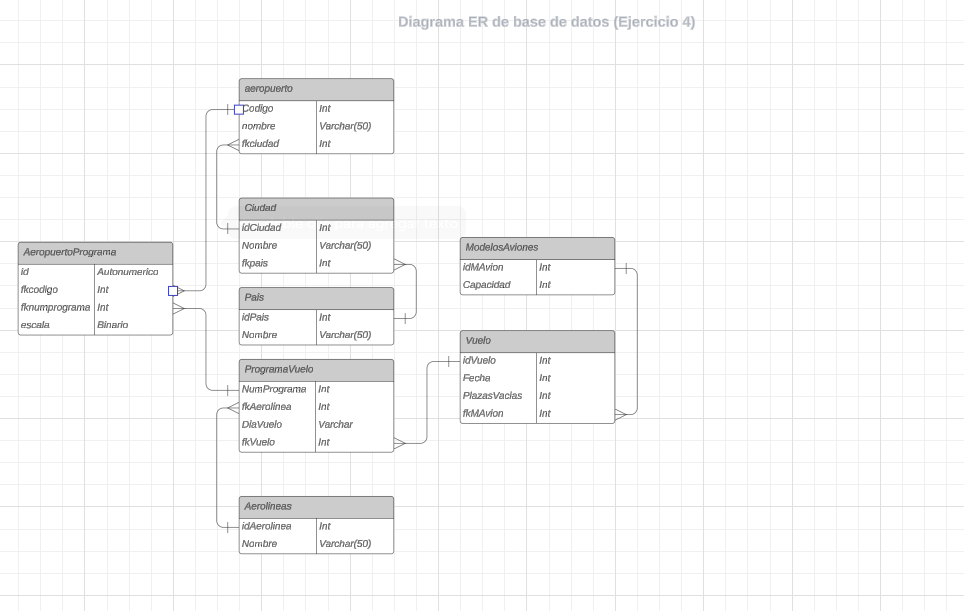 Diagrama ER de base de datos (Ejercicio 4)
aeropuerto
Codigo Int
nombre Varchar(50)
fkciudad Int
Ciudad
idCiudad Int
Nombre Varchar(50)
fkpais Int
AeropuertoPrograma
id Autonumerico
fkcodigo Int
fknumprograma Int
escala Binario
Pais
idPais Int
Nombre Varchar(50)
ProgramaVuelo
NumPrograma Int
fkAerolinea Int
DiaVuelo Varchar
fkVuelo Int
Aerolineas
idAerolinea Int
Nombre Varchar(50)
ModelosAviones
idMAvion Int
Capacidad Int
Vuelo
idVuelo Int
Fecha Int
PlazasVacias Int
fkMAvion Int